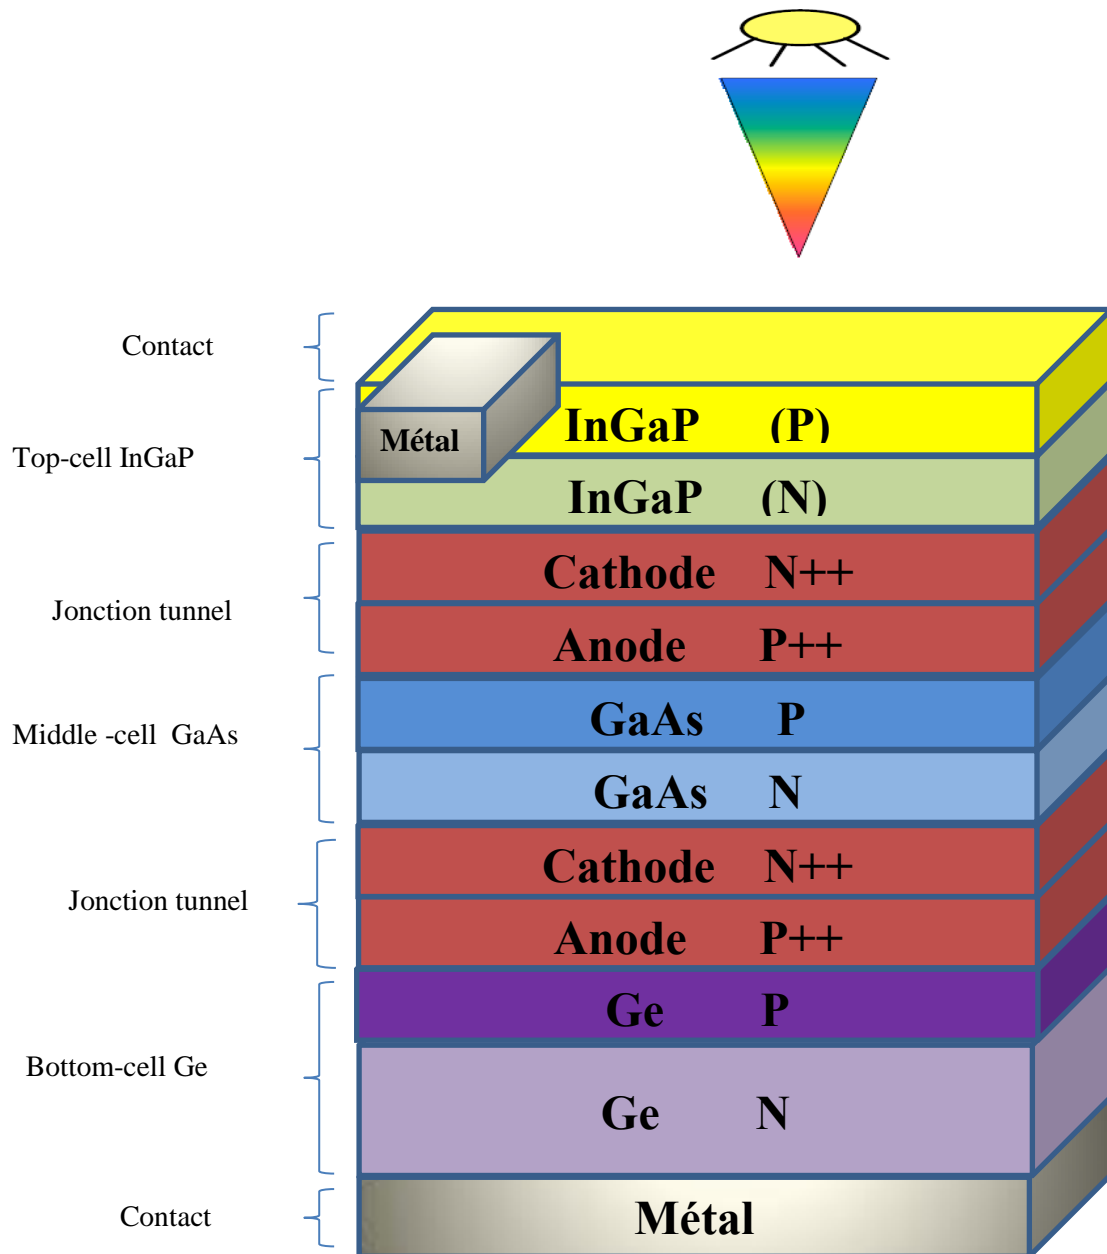 Contact
Métal
InGaP (P)
Top-cell InGaP
InGaP (N)
Cathode N++
Jonction tunnel
Anode P++
GaAs P
Middle -cell GaAs
GaAs N
Cathode N++
Jonction tunnel
Anode P++
Ge P
Bottom-cell Ge
Ge N
Contact
Métal